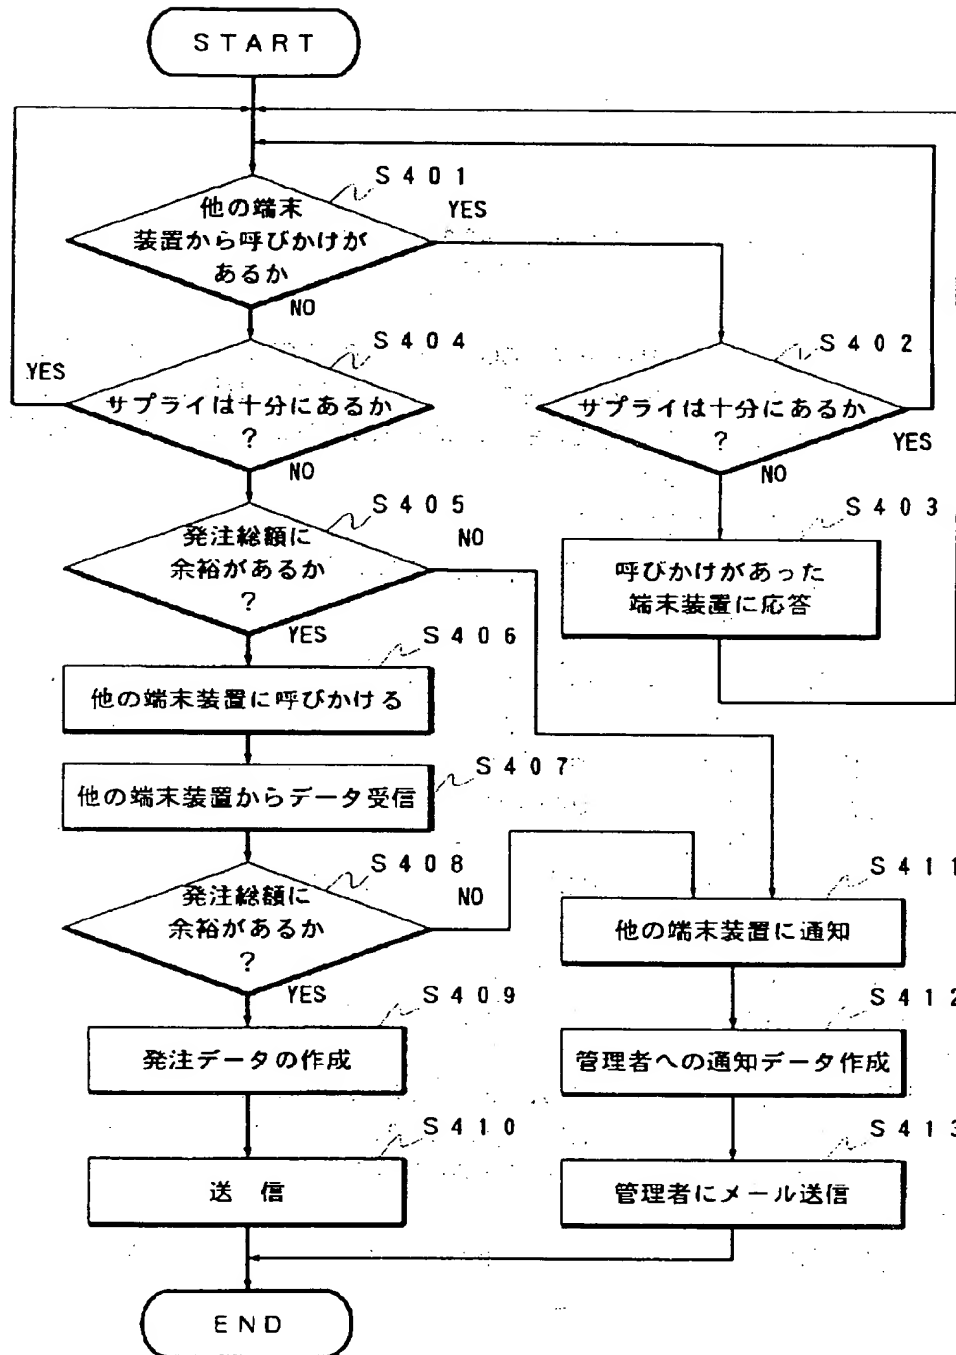 START
S401
他の端末
装置から呼びかけが
あるか
YES
NO
S404
サプライは十分にあるか
?
YES
NO
S402
サプライは十分にあるか
?
YES
NO
S403
呼びかけがあった
端末装置に応答
S405
発注総額に
余裕があるか
?
NO
YES
S406
他の端末装置に呼びかける
S407
他の端末装置からデータ受信
S408
発注総額に
余裕があるか
?
NO
YES
S409
発注データの作成
S410
送信
S411
他の端末装置に通知
S412
管理者への通知データ作成
S413
管理者にメール送信
END